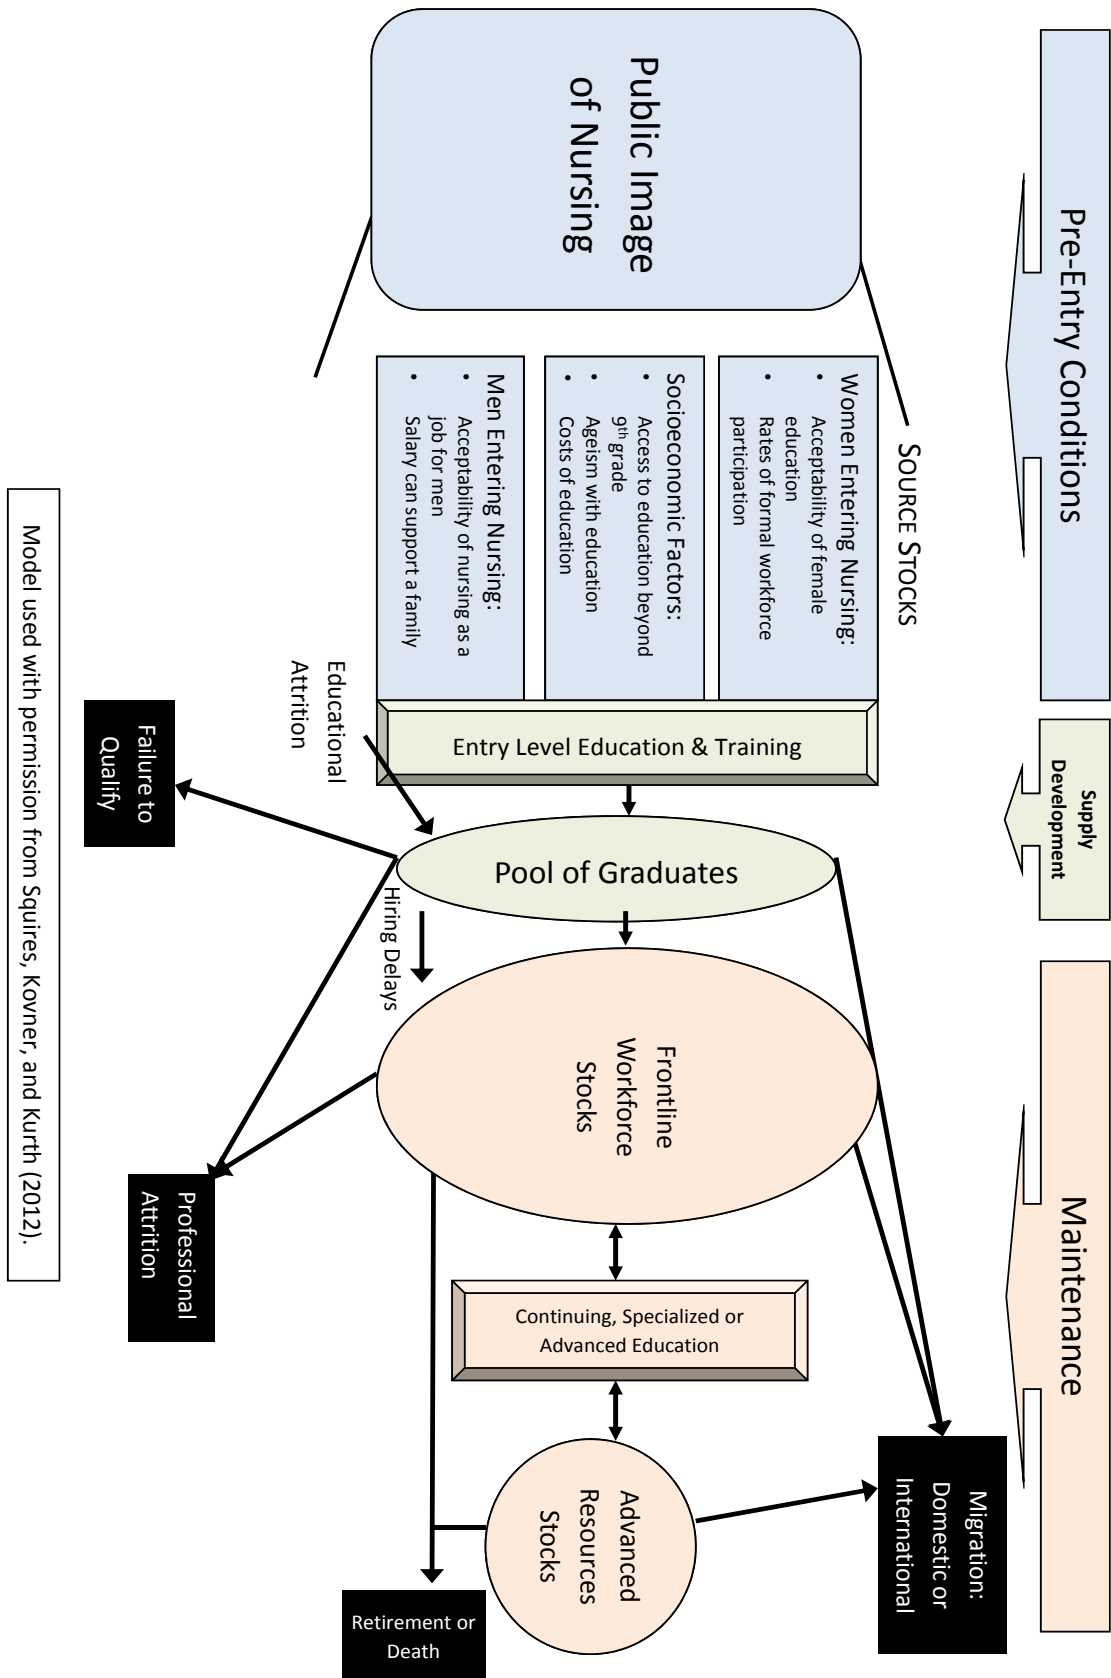 Pre-Entry Conditions
Supply
Development
Maintenance
Public Image
of Nursing
SOURCE STOCKS
Women Entering Nursing:
• Acceptability of female
education
• Rates of formal workforce
participation
Socioeconomic Factors:
• Access to education beyond
9th grade
• Ageism with education
• Costs of education
Men Entering Nursing:
• Acceptability of nursing as a
job for men
• Salary can support a family
Entry Level Education & Training
Educational
Attrition
Pool of Graduates
Hiring Delays
Failure to
Qualify
Frontline
Workforce
Stocks
Professional
Attrition
Continuing, Specialized or
Advanced Education
Advanced
Resources
Stocks
Migration:
Domestic or
International
Retirement or
Death
Model used with permission from Squires, Kovner, and Kurth (2012).